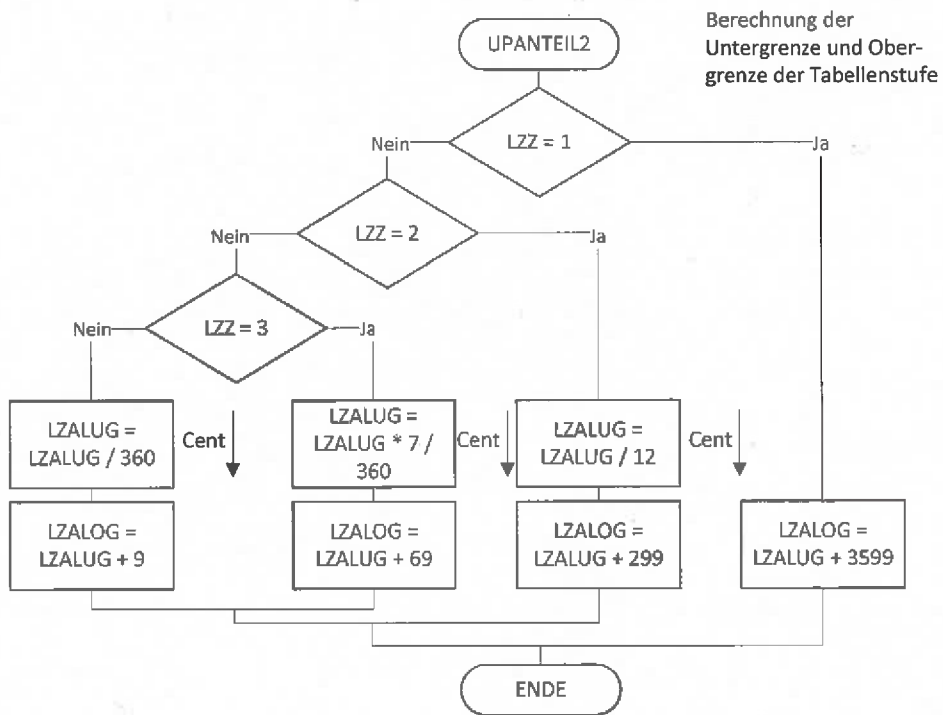 Berechnung der
Untergrenze und Ober-
grenze der Tabellenstufe
UPANTEIL2
LZZ = 1
Nein
Ja
LZZ = 2
Nein
Ja
LZZ = 3
Nein
Ja
LZALUG =
LZALUG / 360
Cent
LZALUG =
LZALUG * 7 /
360
Cent
LZALUG =
LZALUG / 12
Cent
LZALOG =
LZALUG + 9
LZALOG =
LZALUG + 69
LZALOG =
LZALUG + 299
LZALOG =
LZALUG + 3599
ENDE